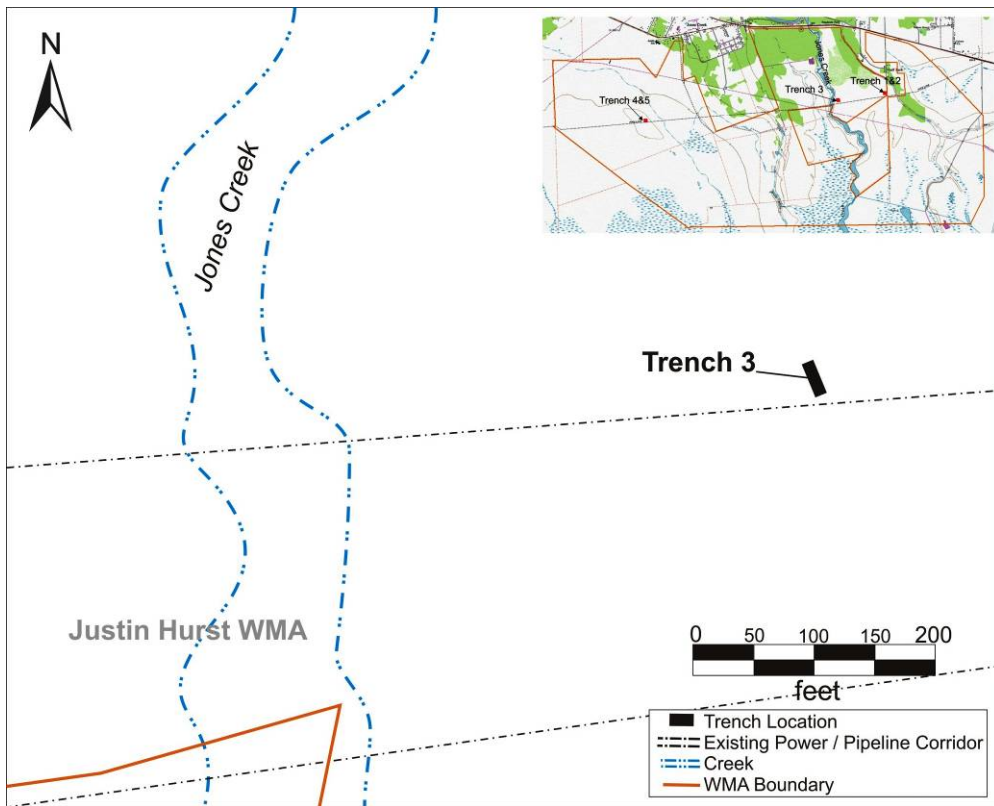 N
Jones Creek
Trench 4&5
Trench 3
Trench 1&2
Jones Creek
Trench 3
Justin Hurst WMA
0 50 100 150 200
feet
Trench Location
Existing Power / Pipeline Corridor
Creek
WMA Boundary